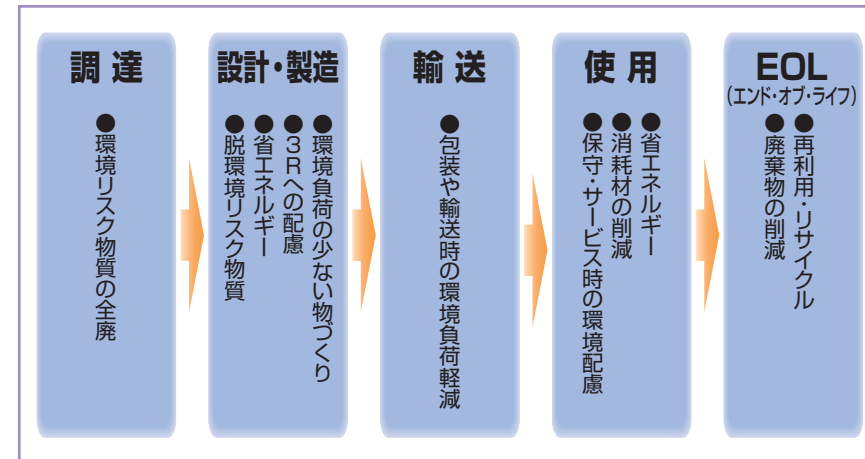 調達
●環境リスク物質の全廃
設計・製造
●環境負荷の少ない物づくり
●3Rへの配慮
●省エネルギー
●脱環境リスク物質
輸送
●包装や輸送時の環境負荷軽減
使用
●省エネルギー
●消耗材の削減
●保守・サービス時の環境配慮
EOL
(エンド・オブ・ライフ)
●再利用・リサイクル
●廃棄物の削減